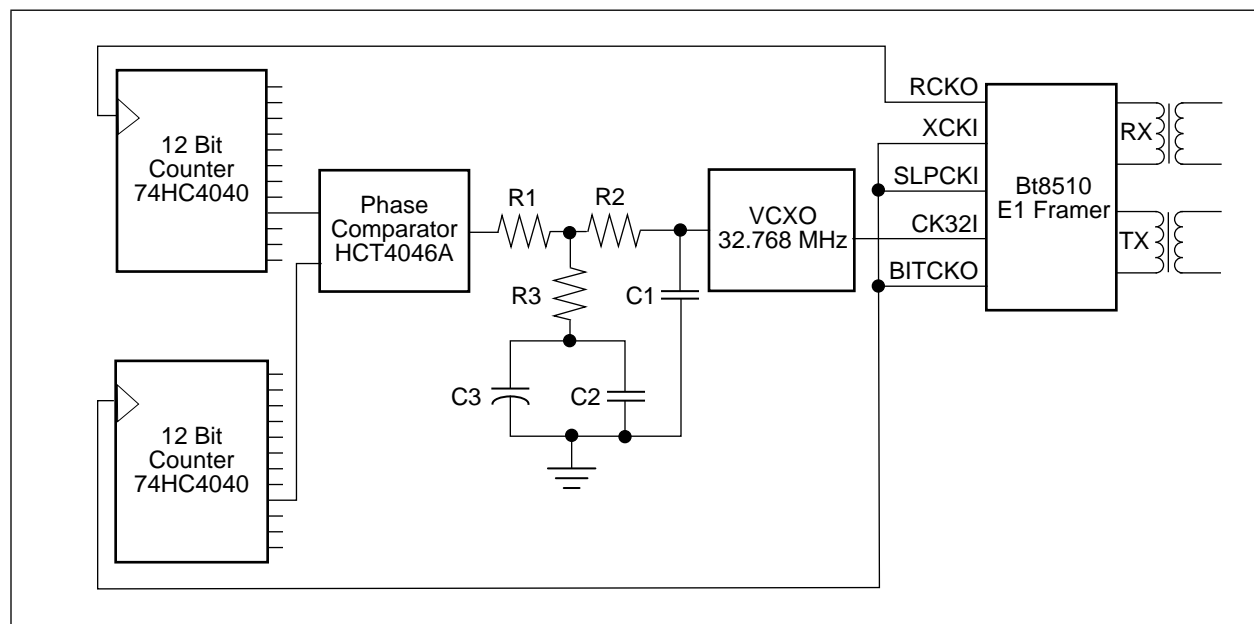 12 Bit
Counter
74HC4040
Phase
Comparator
HCT4046A
R1
R2
R3
C1
C3
C2
VCXO
32.768 MHz
RCKO
XCKI
SLPCKI
CK32I
BITCKO
Bt8510
E1 Framer
RX
TX
12 Bit
Counter
74HC4040